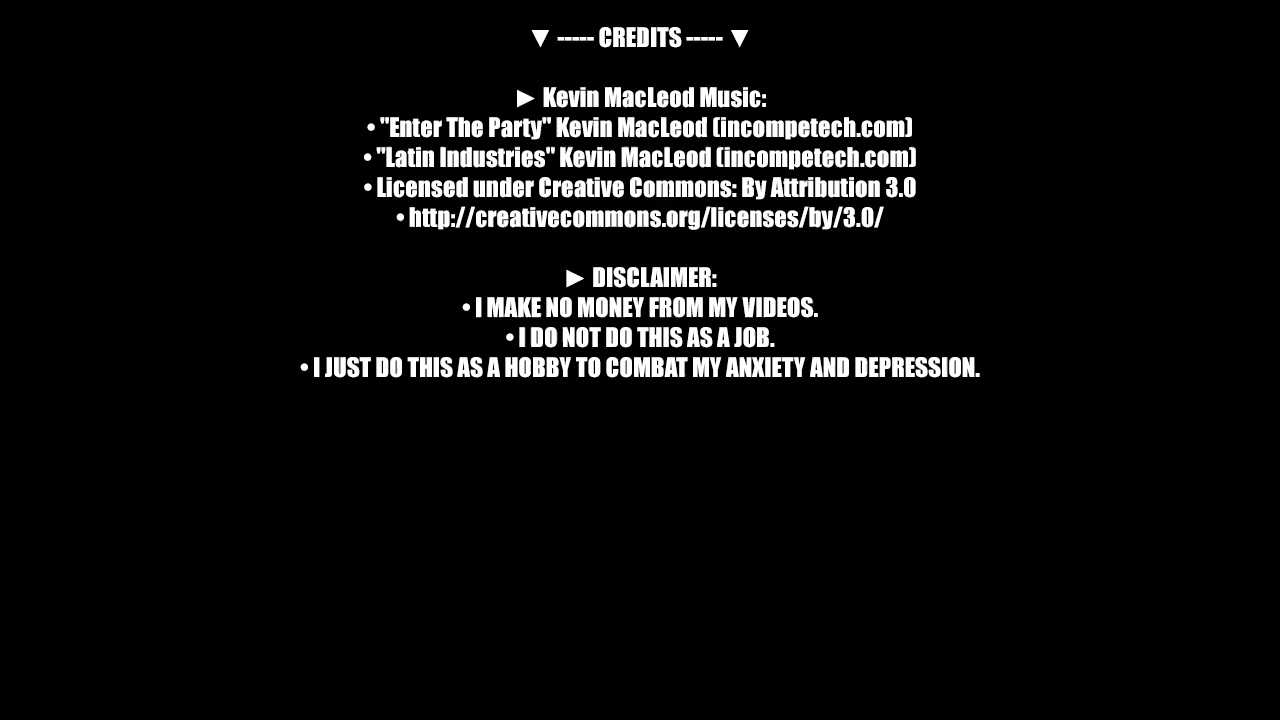 ▼ ----- CREDITS ----- ▼
► Kevin MacLeod Music:
• "Enter The Party" Kevin MacLeod (incompetech.com)
• "Latin Industries" Kevin MacLeod (incompetech.com)
• Licensed under Creative Commons: By Attribution 3.0
• http://creativecommons.org/licenses/by/3.0/
► DISCLAIMER:
• I MAKE NO MONEY FROM MY VIDEOS.
• I DO NOT DO THIS AS A JOB.
• I JUST DO THIS AS A HOBBY TO COMBAT MY ANXIETY AND DEPRESSION.